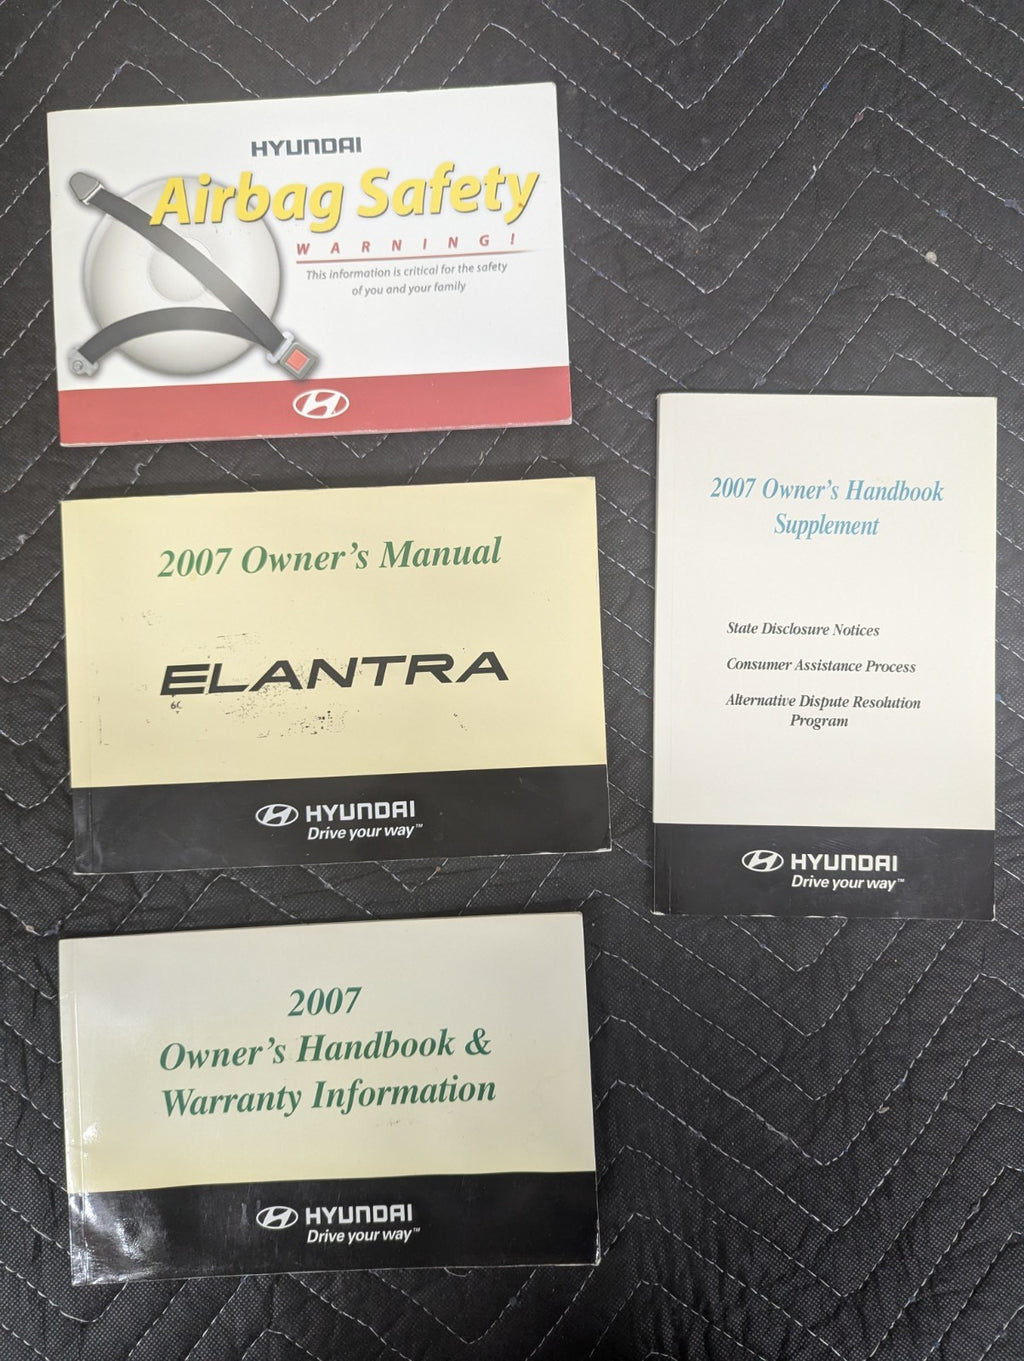 HYUNDAI
Airbag Safety
WARNING!
This information is critical for the safety
of you and your family
2007 Owner's Manual
ELANTRA
HYUNDAI
Drive your way™
2007
Owner's Handbook &
Warranty Information
HYUNDAI
Drive your way™
2007 Owner's Handbook
Supplement
State Disclosure Notices
Consumer Assistance Process
Alternative Dispute Resolution
Program
HYUNDAI
Drive your way™